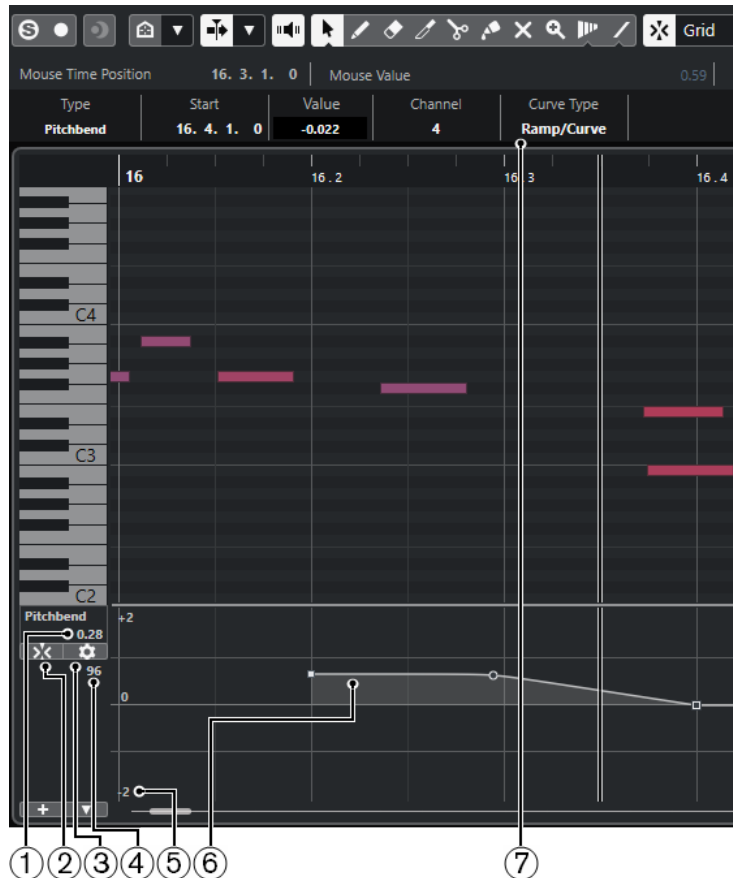 Grid
Mouse Time Position 16. 3. 1. 0 Mouse Value 0.59
Type Start Value Channel Curve Type
Pitchbend 16. 4. 1. 0 -0.022 4 Ramp/Curve
16 16.2 16.3 16.4
C4
C3
C2
Pitchbend +2
0.28
96
0
-2
① ② ③ ④ ⑤ ⑥ ⑦